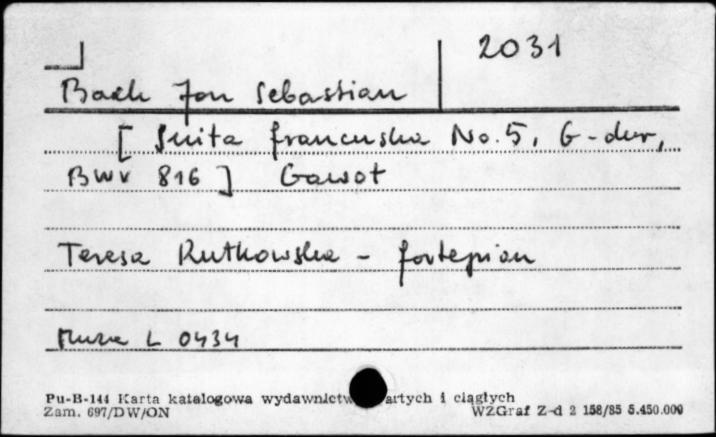 2031
Bach Jan Sebastian
[ Suita francuska No. 5, G-dur,
BWV 816 ] Gawot
Teresa Rutkowska - fortepian
Muza L 0434
Pu-B-144 Karta katalogowa wydawnictw artych i ciągłych
Zam. 697/DW/ON WZGraf Z-d 2 158/85 5.450.000